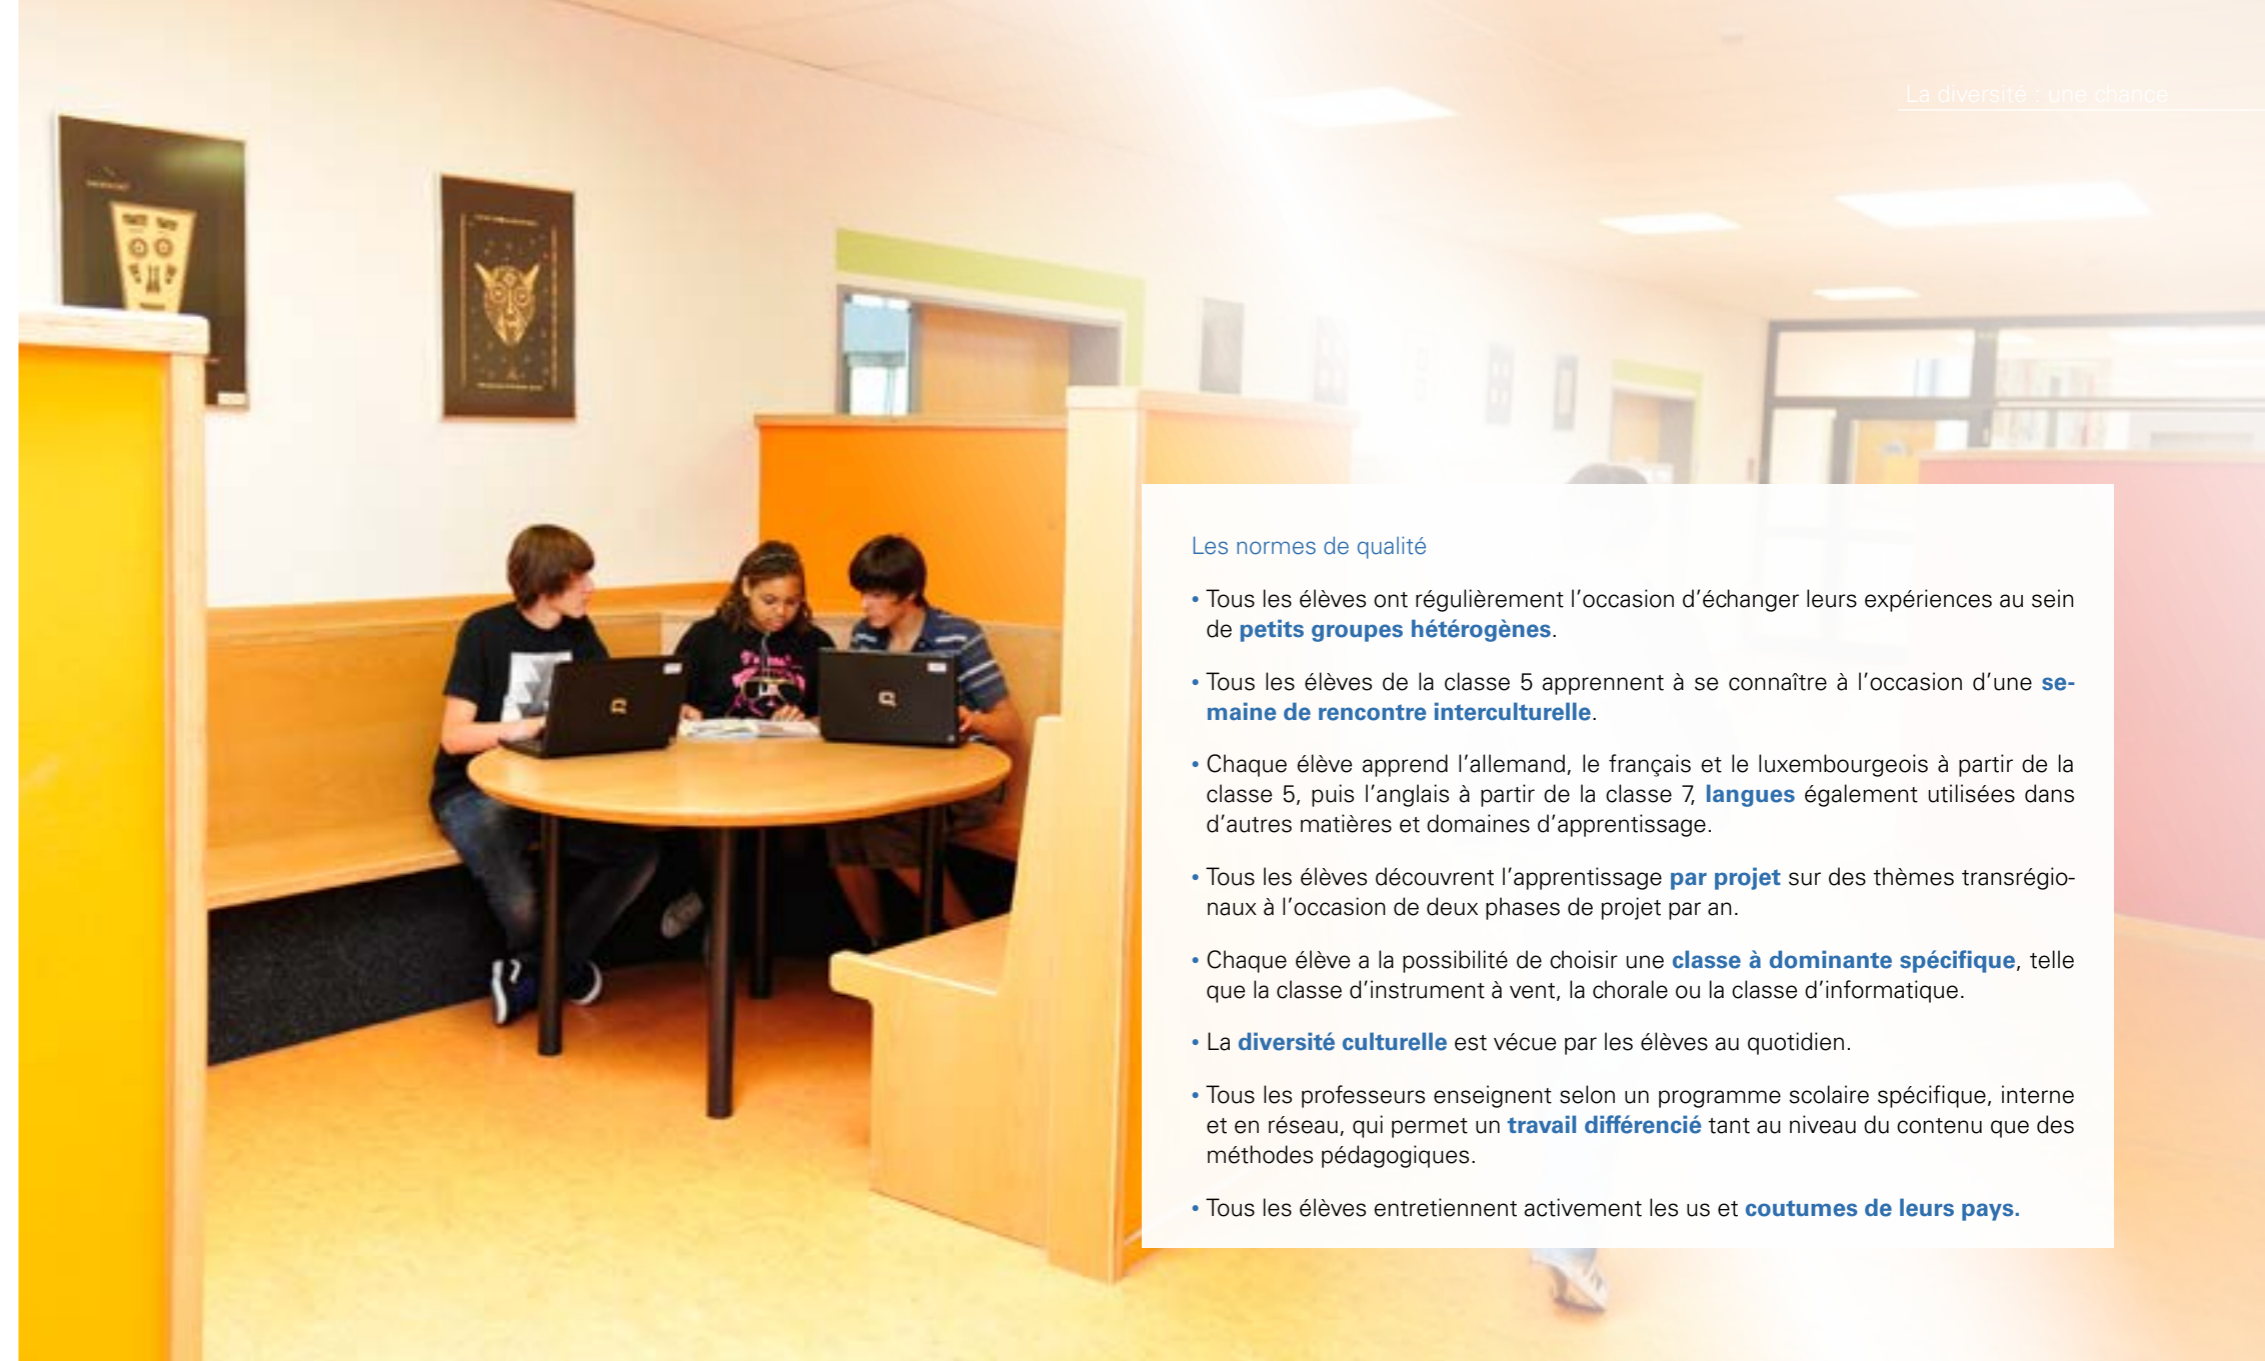 La diversité : une chance
Les normes de qualité
• Tous les élèves ont régulièrement l'occasion d'échanger leurs expériences au sein
de petits groupes hétérogènes.
• Tous les élèves de la classe 5 apprennent à se connaître à l'occasion d'une se-
maine de rencontre interculturelle.
• Chaque élève apprend l'allemand, le français et le luxembourgeois à partir de la
classe 5, puis l'anglais à partir de la classe 7, langues également utilisées dans
d'autres matières et domaines d'apprentissage.
• Tous les élèves découvrent l'apprentissage par projet sur des thèmes transrégio-
naux à l'occasion de deux phases de projet par an.
• Chaque élève a la possibilité de choisir une classe à dominante spécifique, telle
que la classe d'instrument à vent, la chorale ou la classe d'informatique.
• La diversité culturelle est vécue par les élèves au quotidien.
• Tous les professeurs enseignent selon un programme scolaire spécifique, interne
et en réseau, qui permet un travail différencié tant au niveau du contenu que des
méthodes pédagogiques.
• Tous les élèves entretiennent activement les us et coutumes de leurs pays.